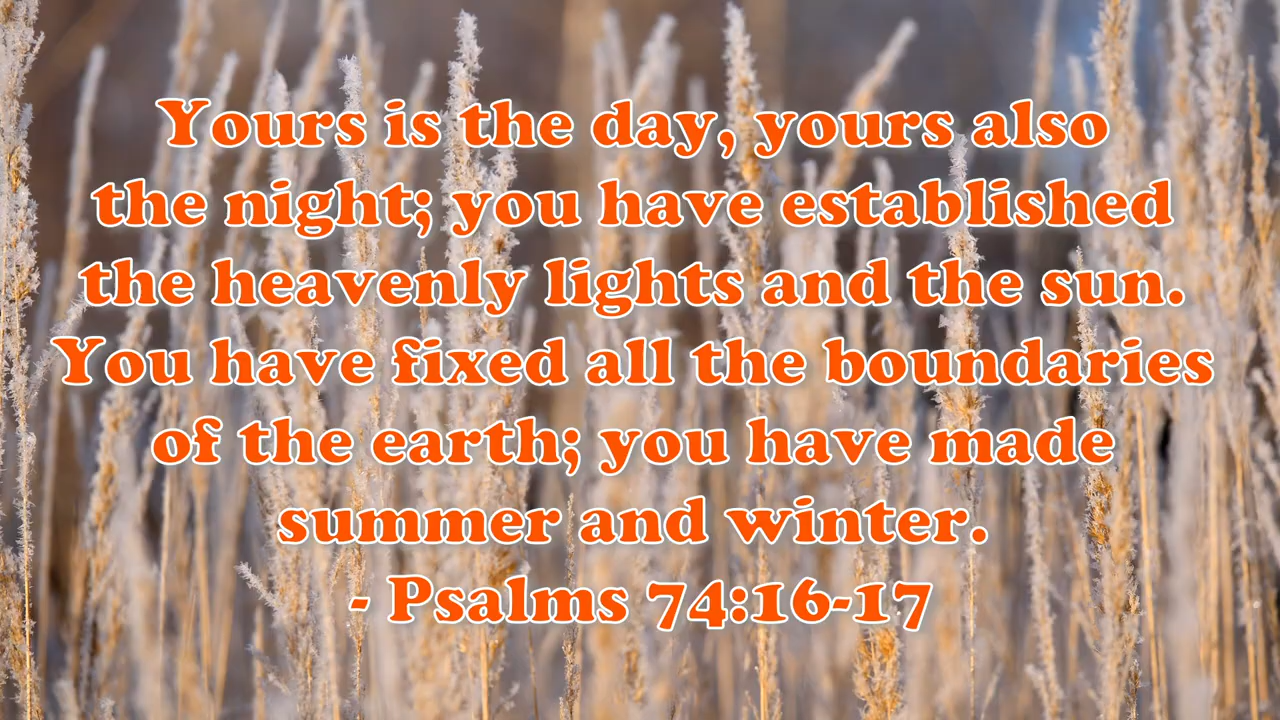 Yours is the day, yours also
the night; you have established
the heavenly lights and the sun.
You have fixed all the boundaries
of the earth; you have made
summer and winter.
- Psalms 74:16-17